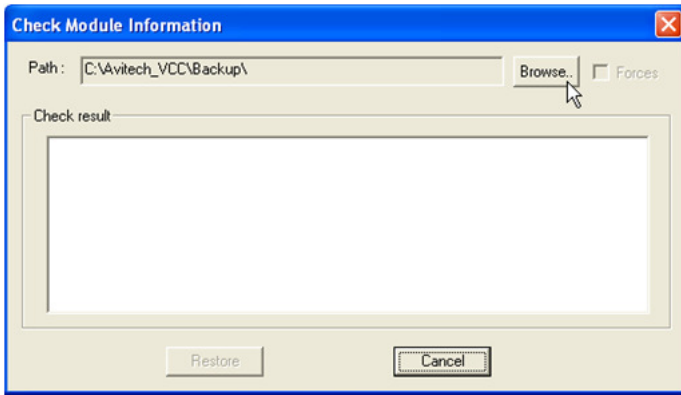 Check Module Information
Path : C:\Avitech_VCC\Backup\ Browse.. Forces
Check result
Restore Cancel